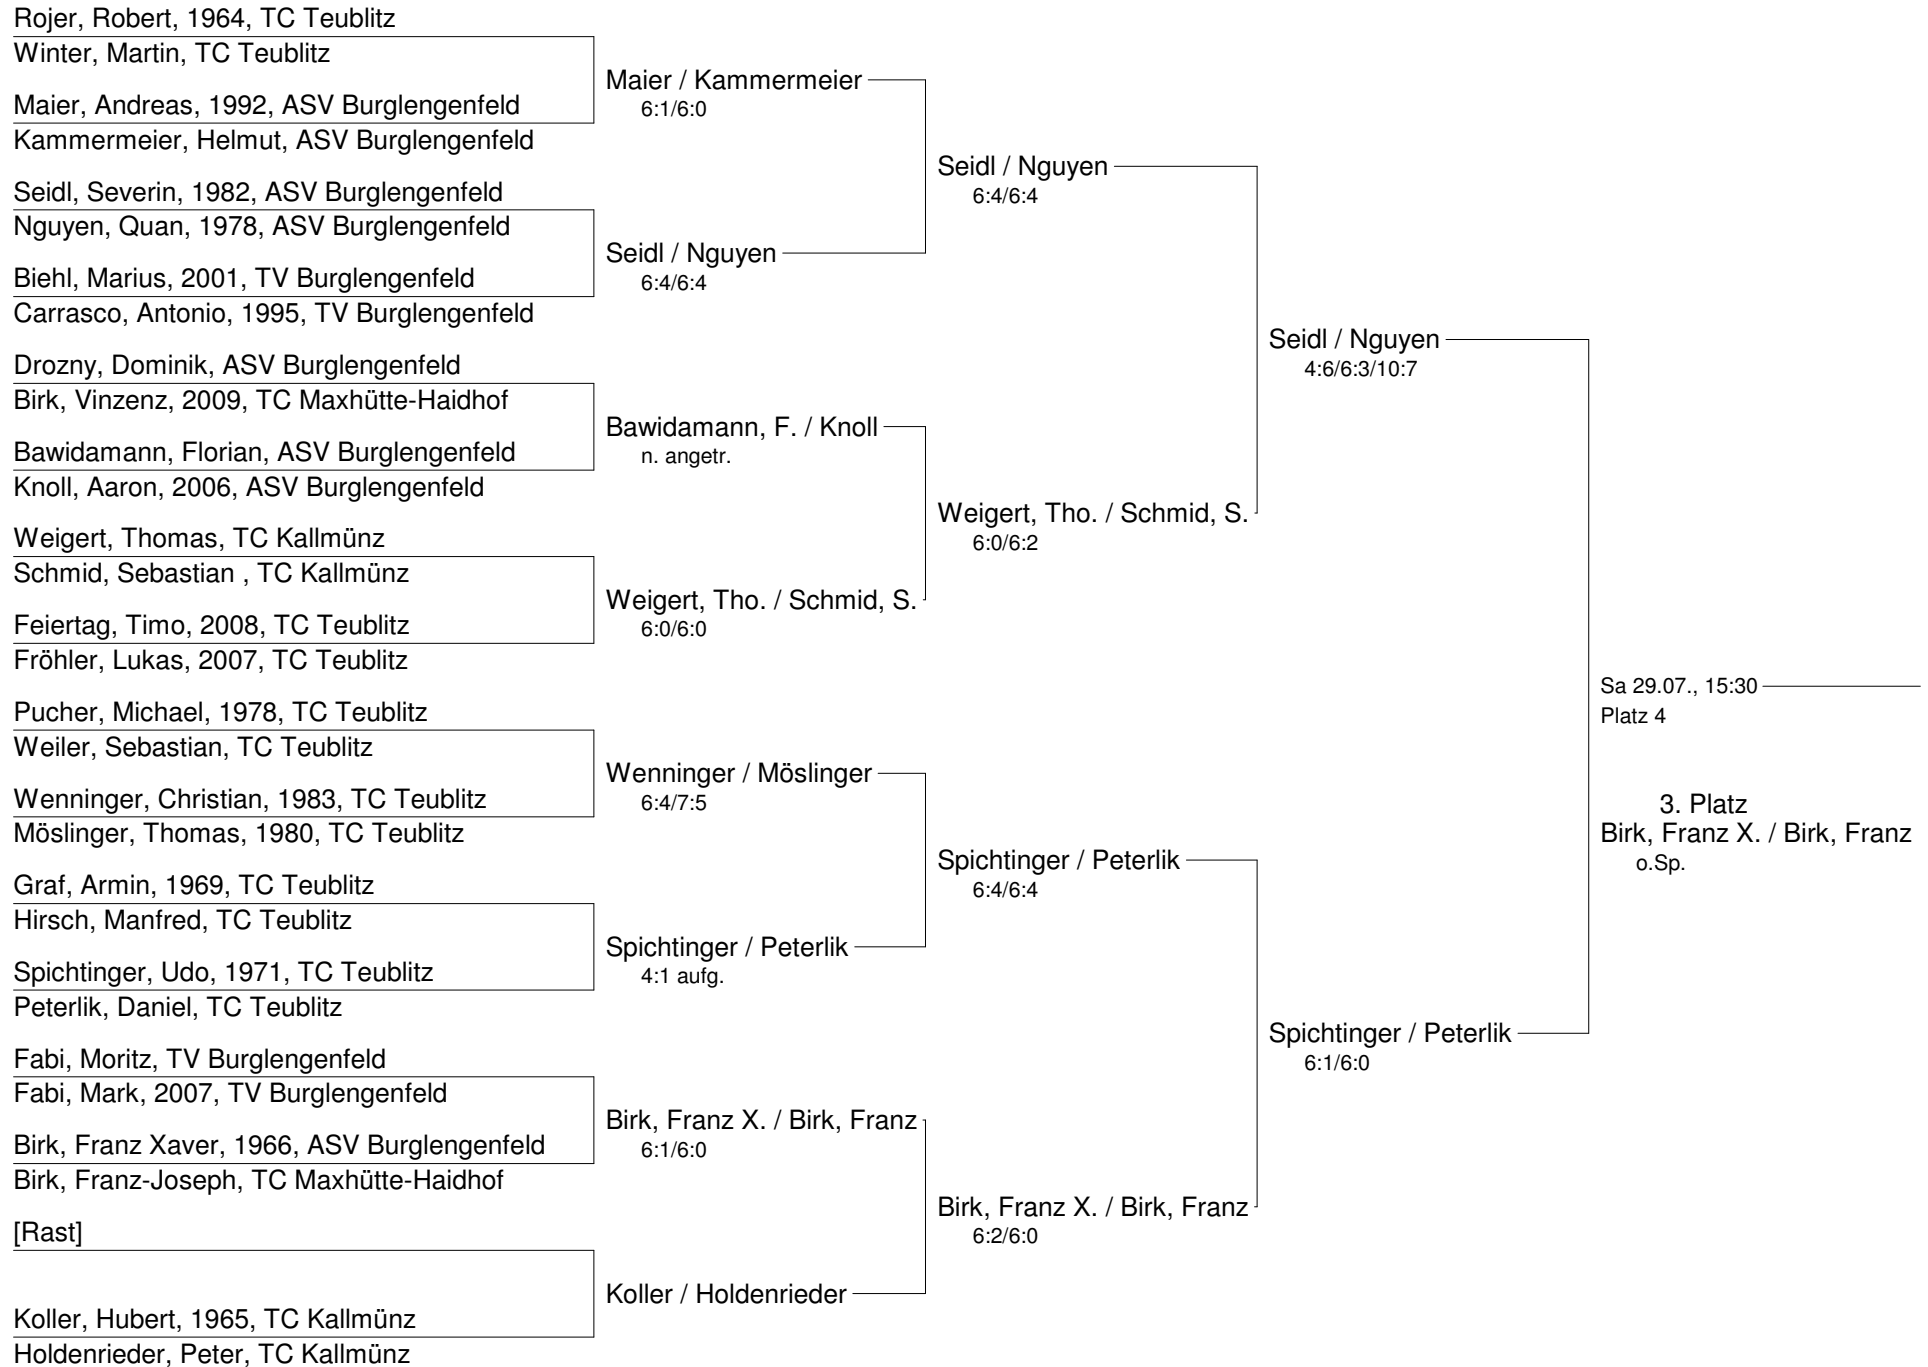 Rojer, Robert, 1964, TC Teublitz
Winter, Martin, TC Teublitz
Maier, Andreas, 1992, ASV Burglengenfeld
Kammermeier, Helmut, ASV Burglengenfeld
Seidl, Severin, 1982, ASV Burglengenfeld
Nguyen, Quan, 1978, ASV Burglengenfeld
Biehl, Marius, 2001, TV Burglengenfeld
Carrasco, Antonio, 1995, TV Burglengenfeld
Drozny, Dominik, ASV Burglengenfeld
Birk, Vinzenz, 2009, TC Maxhütte-Haidhof
Bawidamann, Florian, ASV Burglengenfeld
Knoll, Aaron, 2006, ASV Burglengenfeld
Weigert, Thomas, TC Kallmünz
Schmid, Sebastian , TC Kallmünz
Feiertag, Timo, 2008, TC Teublitz
Fröhler, Lukas, 2007, TC Teublitz
Pucher, Michael, 1978, TC Teublitz
Weiler, Sebastian, TC Teublitz
Wenninger, Christian, 1983, TC Teublitz
Möslinger, Thomas, 1980, TC Teublitz
Graf, Armin, 1969, TC Teublitz
Hirsch, Manfred, TC Teublitz
Spichtinger, Udo, 1971, TC Teublitz
Peterlik, Daniel, TC Teublitz
Fabi, Moritz, TV Burglengenfeld
Fabi, Mark, 2007, TV Burglengenfeld
Birk, Franz Xaver, 1966, ASV Burglengenfeld
Birk, Franz-Joseph, TC Maxhütte-Haidhof
[Rast]
Koller, Hubert, 1965, TC Kallmünz
Holdenrieder, Peter, TC Kallmünz
Maier / Kammermeier
6:1/6:0
Seidl / Nguyen
6:4/6:4
Bawidamann, F. / Knoll
n. angetr.
Weigert, Tho. / Schmid, S.
6:0/6:0
Wenninger / Möslinger
6:4/7:5
Spichtinger / Peterlik
4:1 aufg.
Birk, Franz X. / Birk, Franz
6:1/6:0
Koller / Holdenrieder
Seidl / Nguyen
6:4/6:4
Weigert, Tho. / Schmid, S.
6:0/6:2
Spichtinger / Peterlik
6:4/6:4
Birk, Franz X. / Birk, Franz
6:2/6:0
Seidl / Nguyen
4:6/6:3/10:7
Spichtinger / Peterlik
6:1/6:0
Sa 29.07., 15:30
Platz 4
3. Platz
Birk, Franz X. / Birk, Franz
o.Sp.